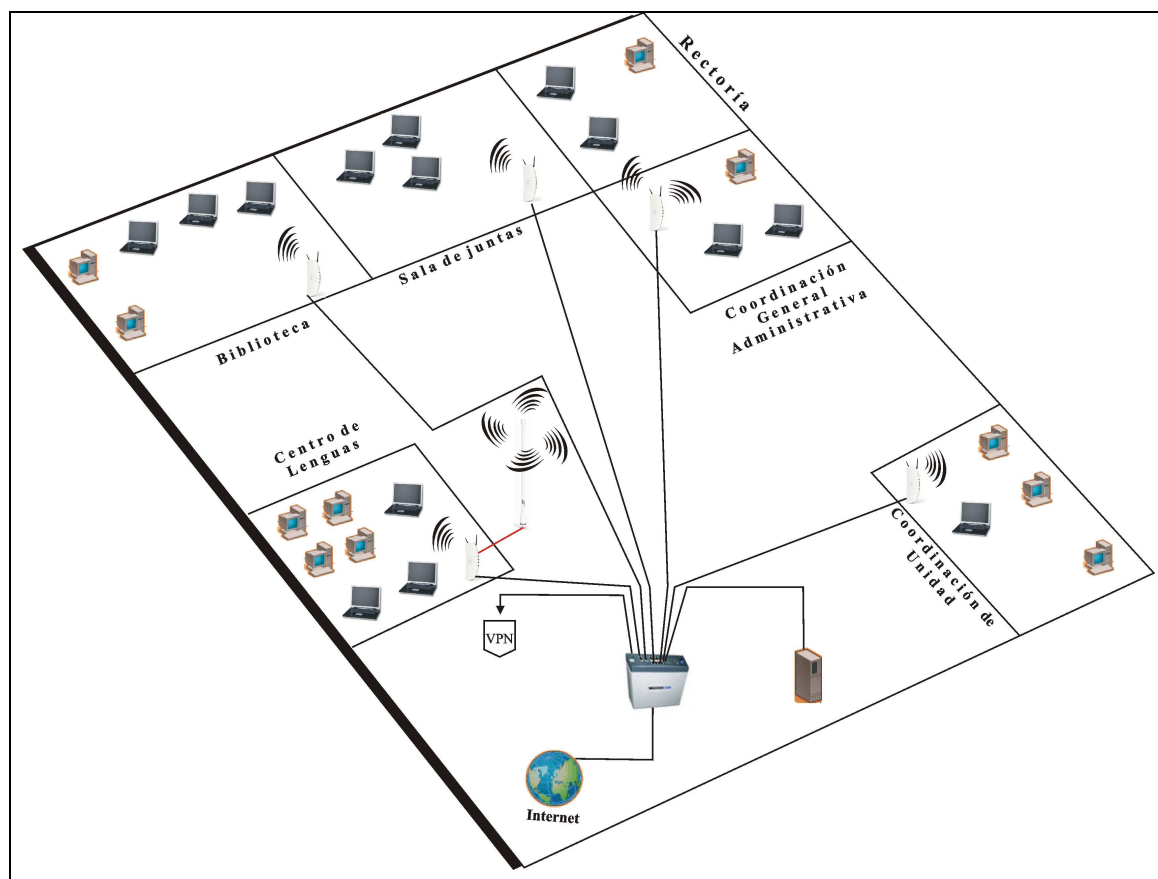 Rectoría
Sala de juntas
Coordinación
General
Administrativa
Biblioteca
Centro de
Lenguas
Coordinación de
Unidad
VPN
Internet